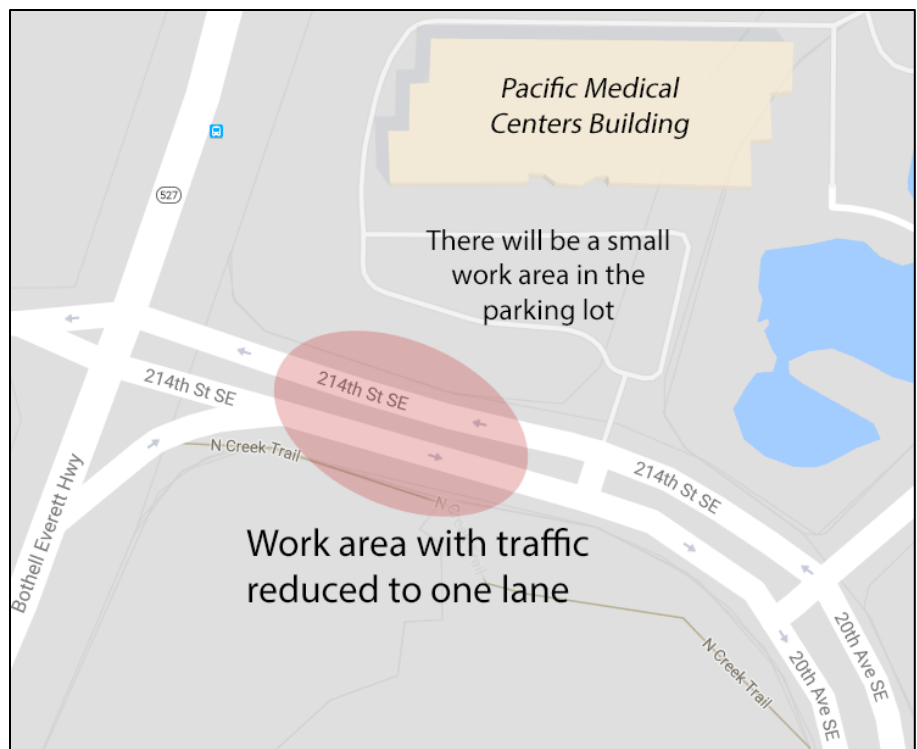 Pacific Medical
Centers Building
527
There will be a small
work area in the
parking lot
214th St SE
214th St SE
N Creek Trail
214th St SE
Bothell Everett Hwy
N Creek Trail
Work area with traffic
reduced to one lane
20th Ave SE
20th Ave SE
N Creek Trail